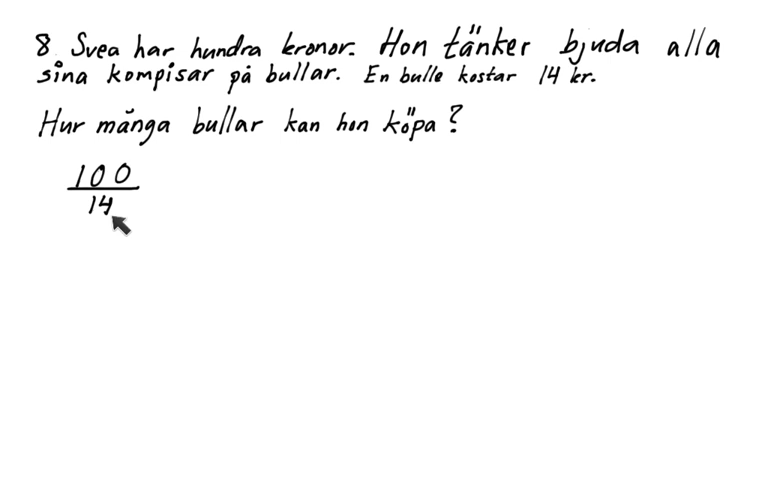 8 Svea har hundra kronor. Hon tänker bjuda alla
sina kompisar på bullar. En bulle kostar 14 kr.
Hur många bullar kan hon köpa?
100
14